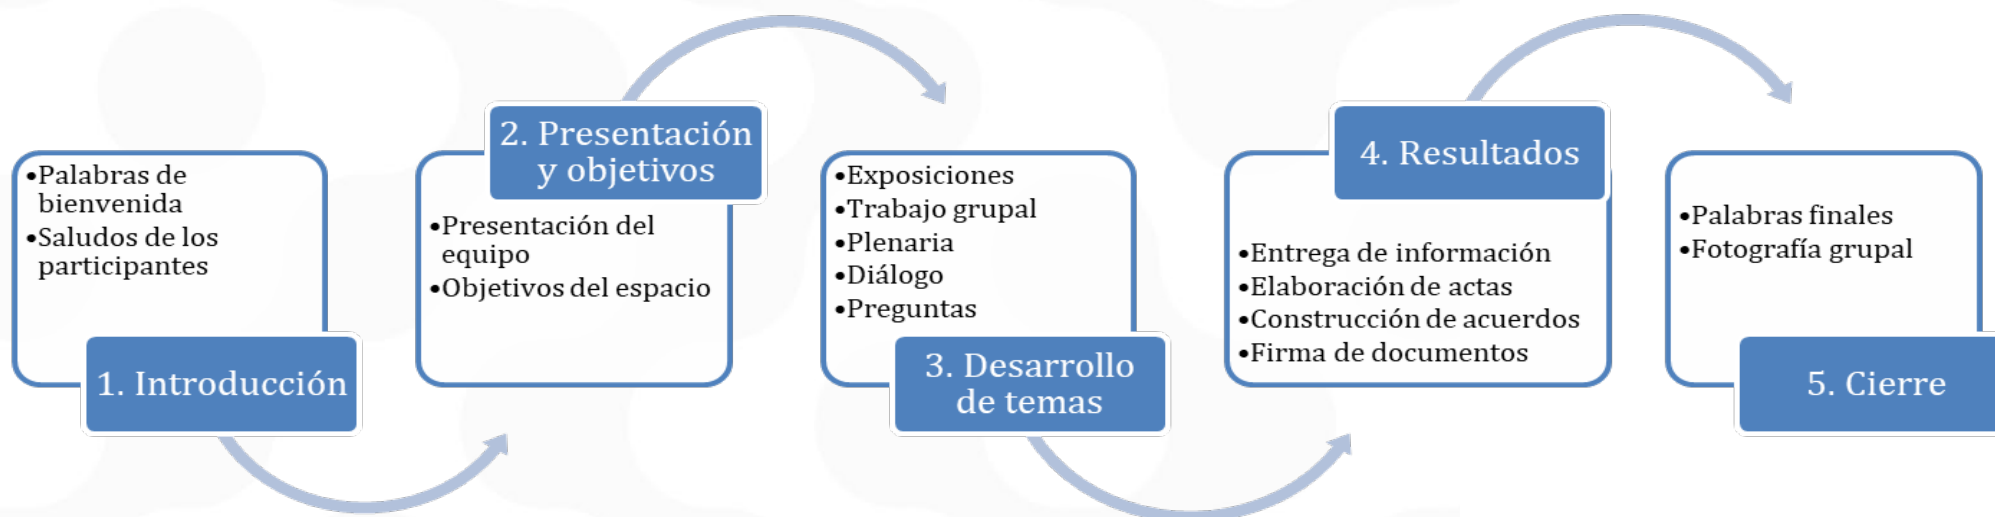 •Palabras de
bienvenida
•Saludos de los
participantes
1. Introducción
2. Presentación
y objetivos
•Presentación del
equipo
•Objetivos del espacio
•Exposiciones
•Trabajo grupal
•Plenaria
•Diálogo
•Preguntas
3. Desarrollo
de temas
4. Resultados
•Entrega de información
•Elaboración de actas
•Construcción de acuerdos
•Firma de documentos
•Palabras finales
•Fotografía grupal
5. Cierre